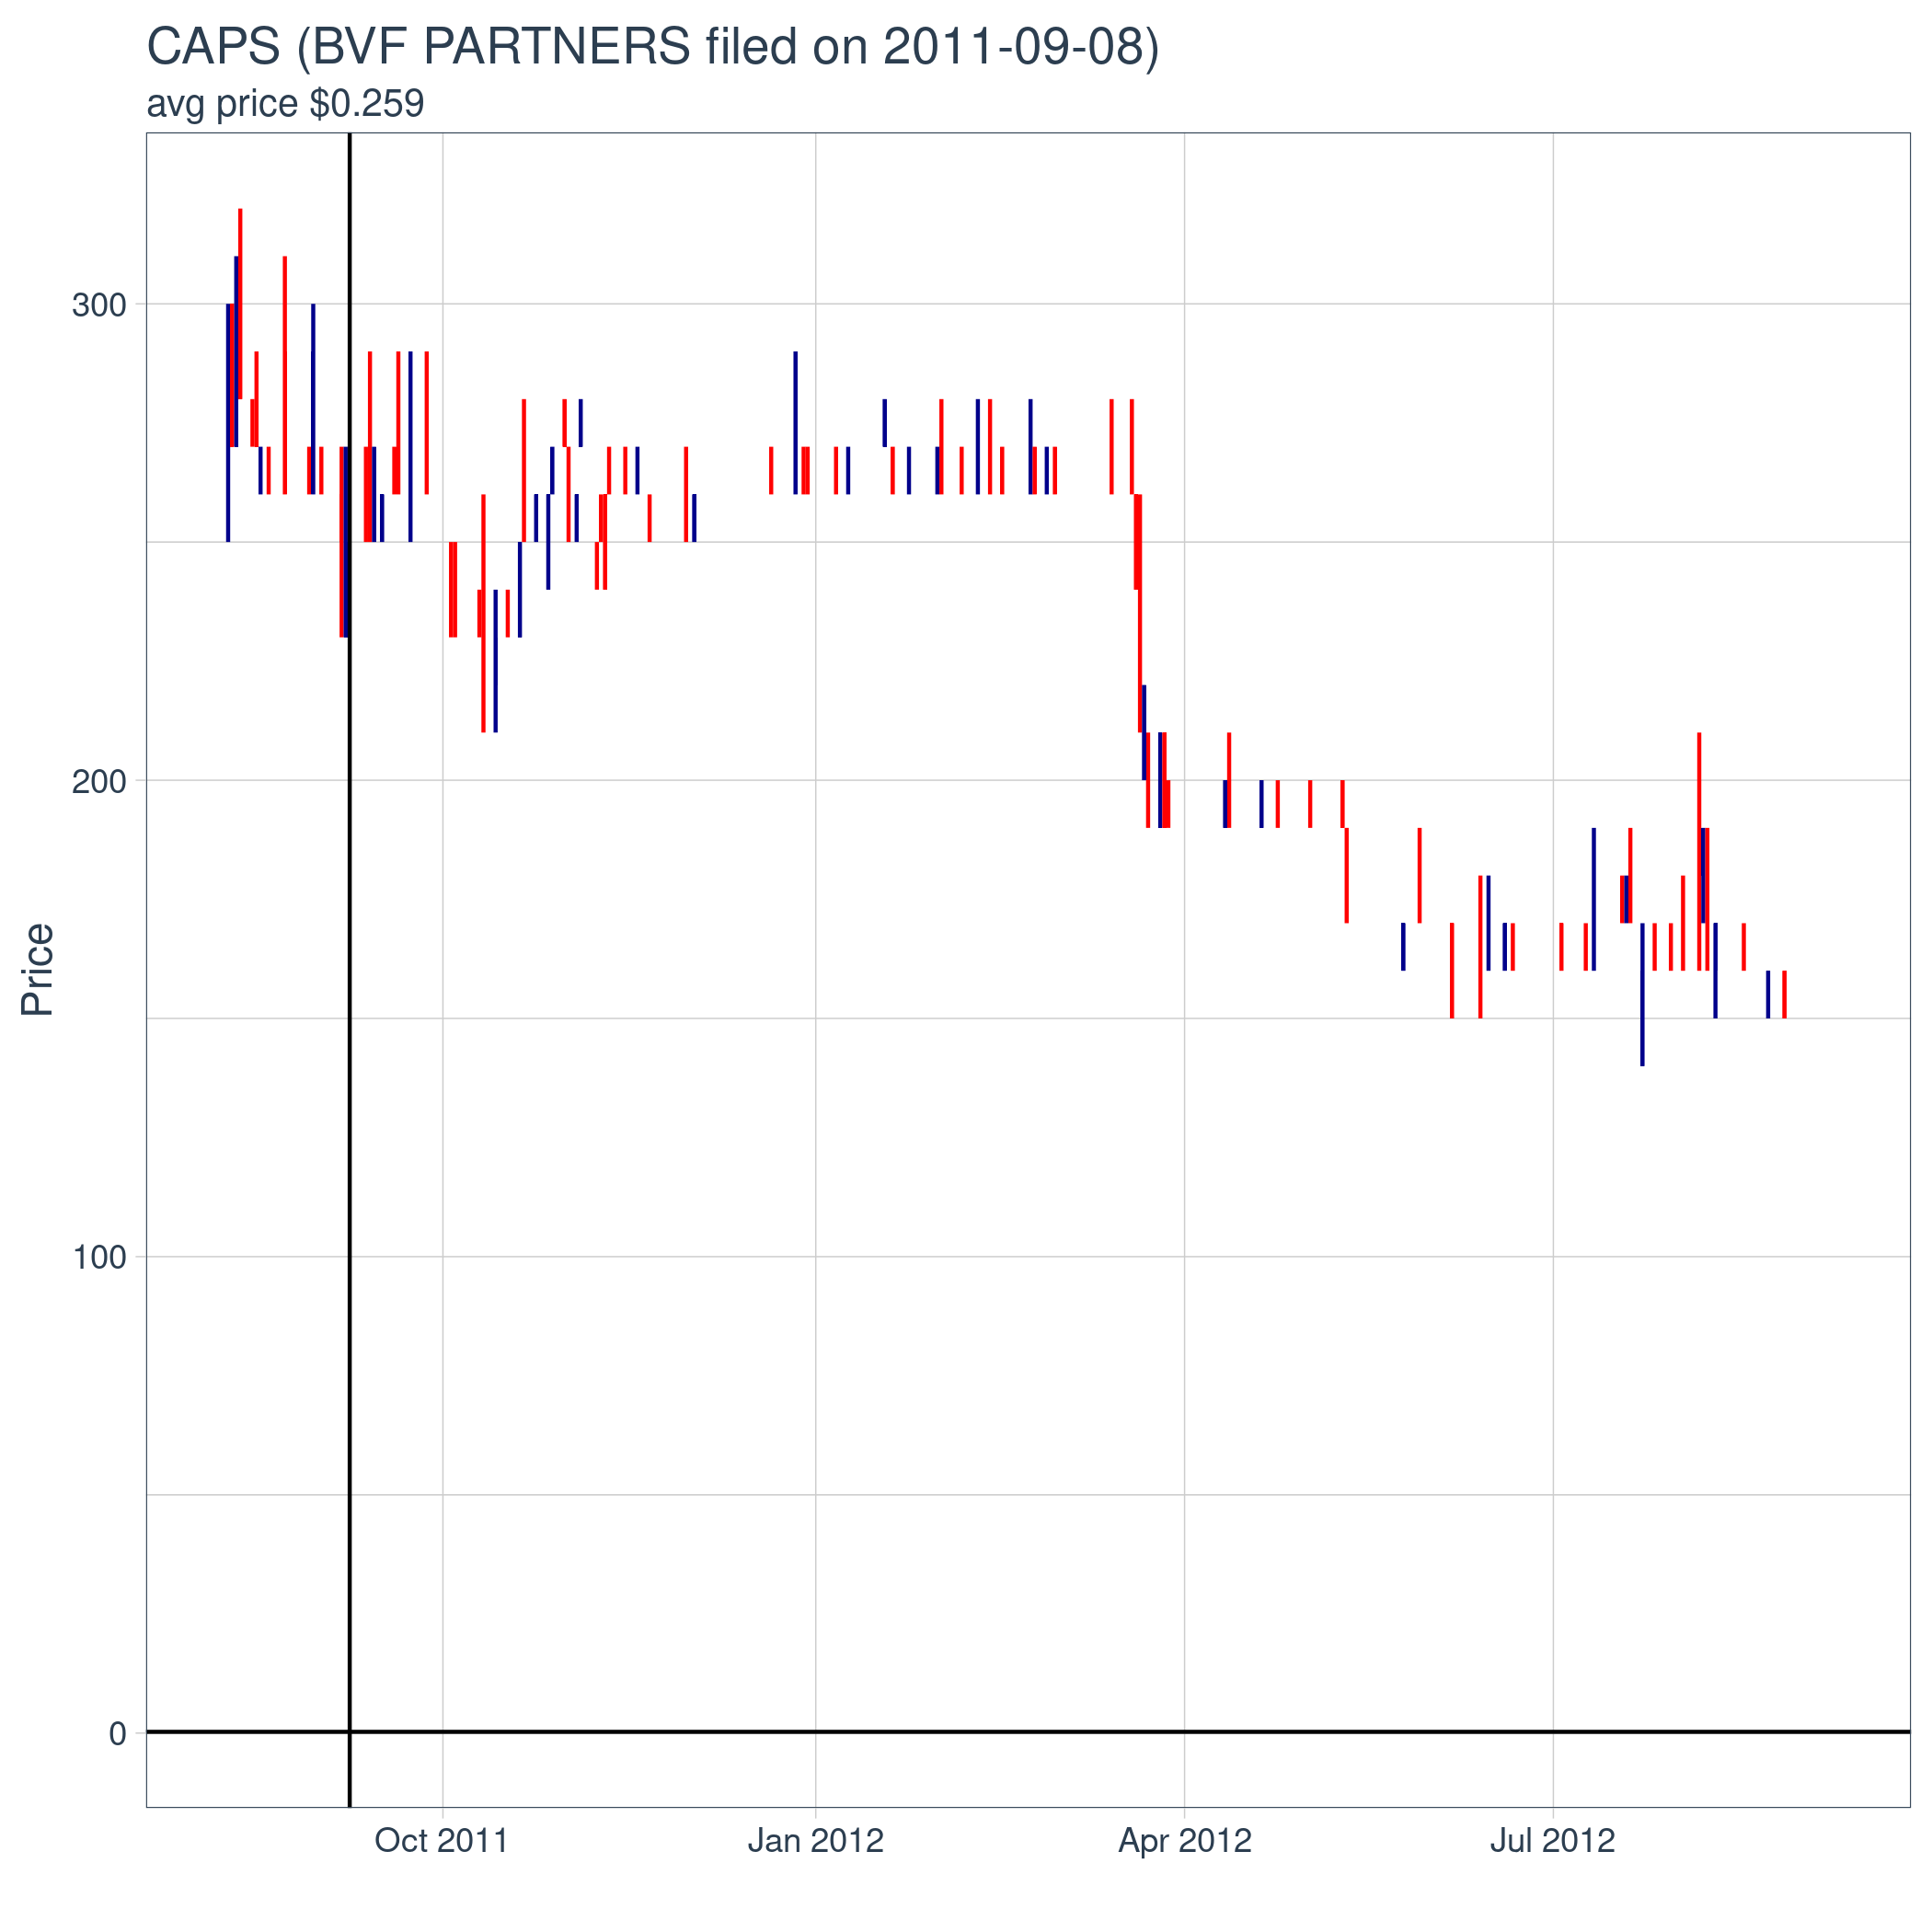 CAPS (BVF PARTNERS filed on 2011-09-08)
avg price $0.259
300
200
100
0
Price
Oct 2011
Jan 2012
Apr 2012
Jul 2012